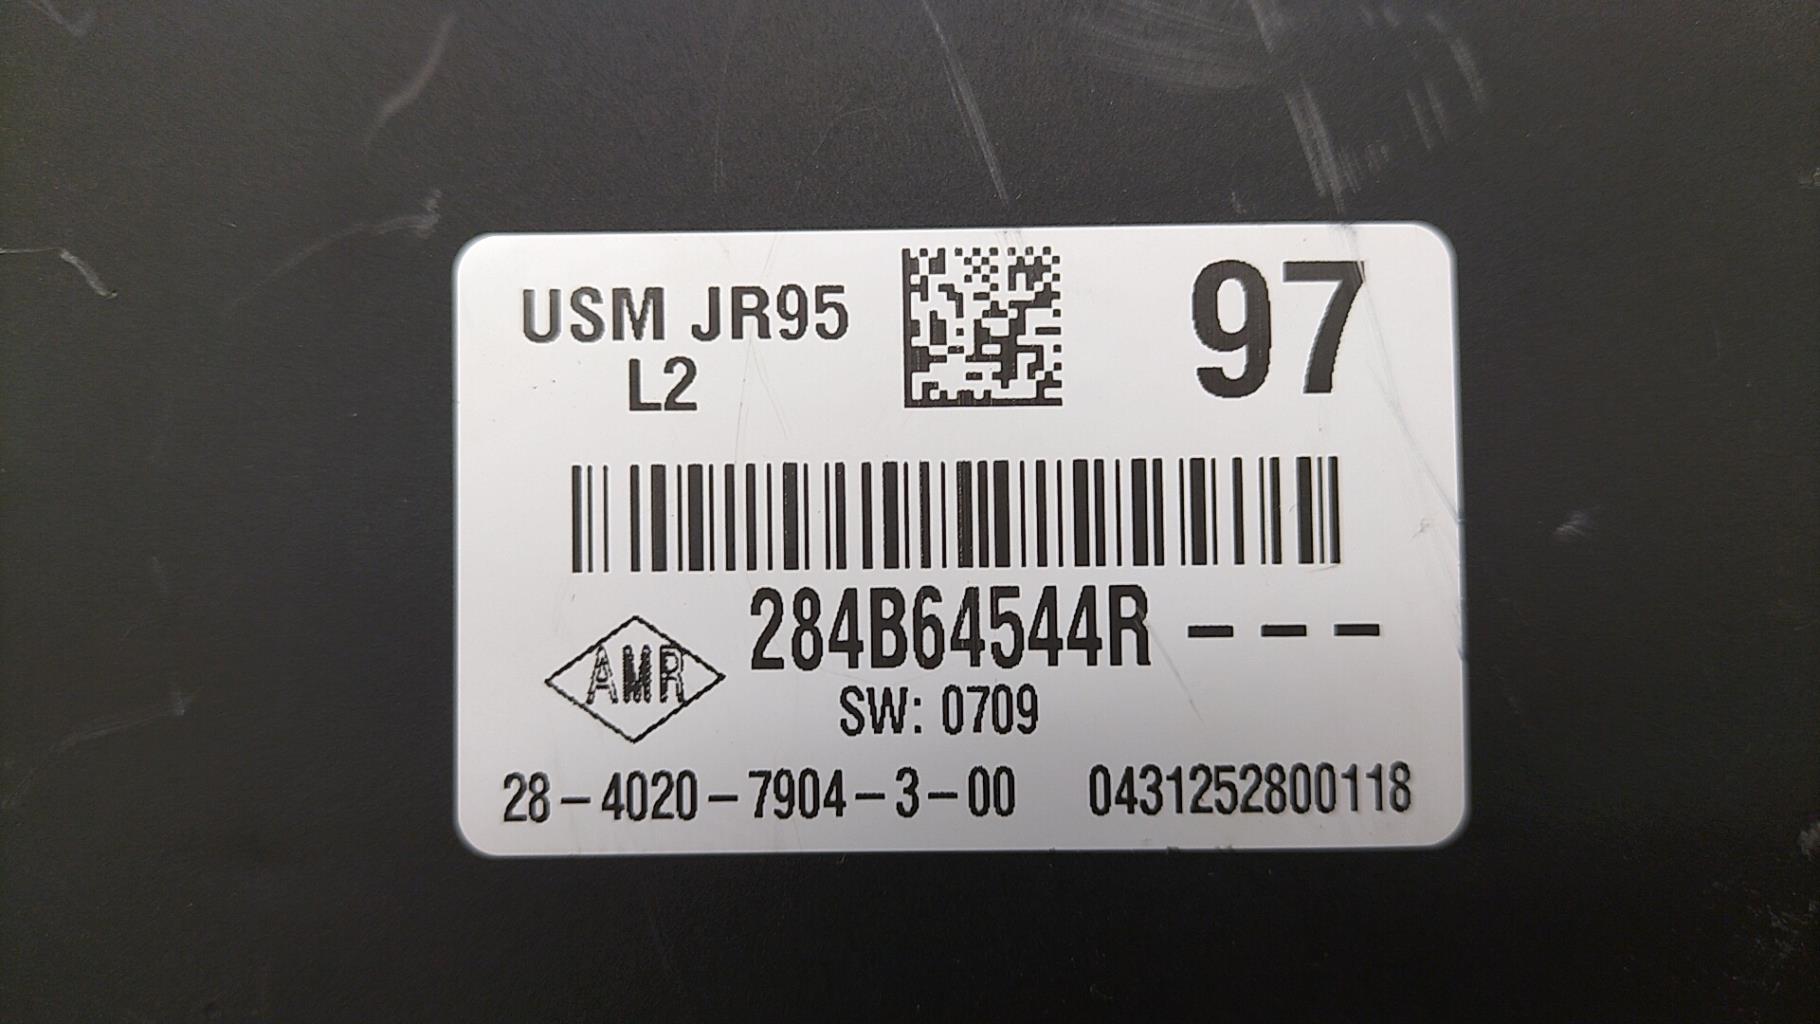 USM JR95
L2
97
284B64544R - - -
AMR
SW: 0709
28-4020-7904-3-00 0431252800118